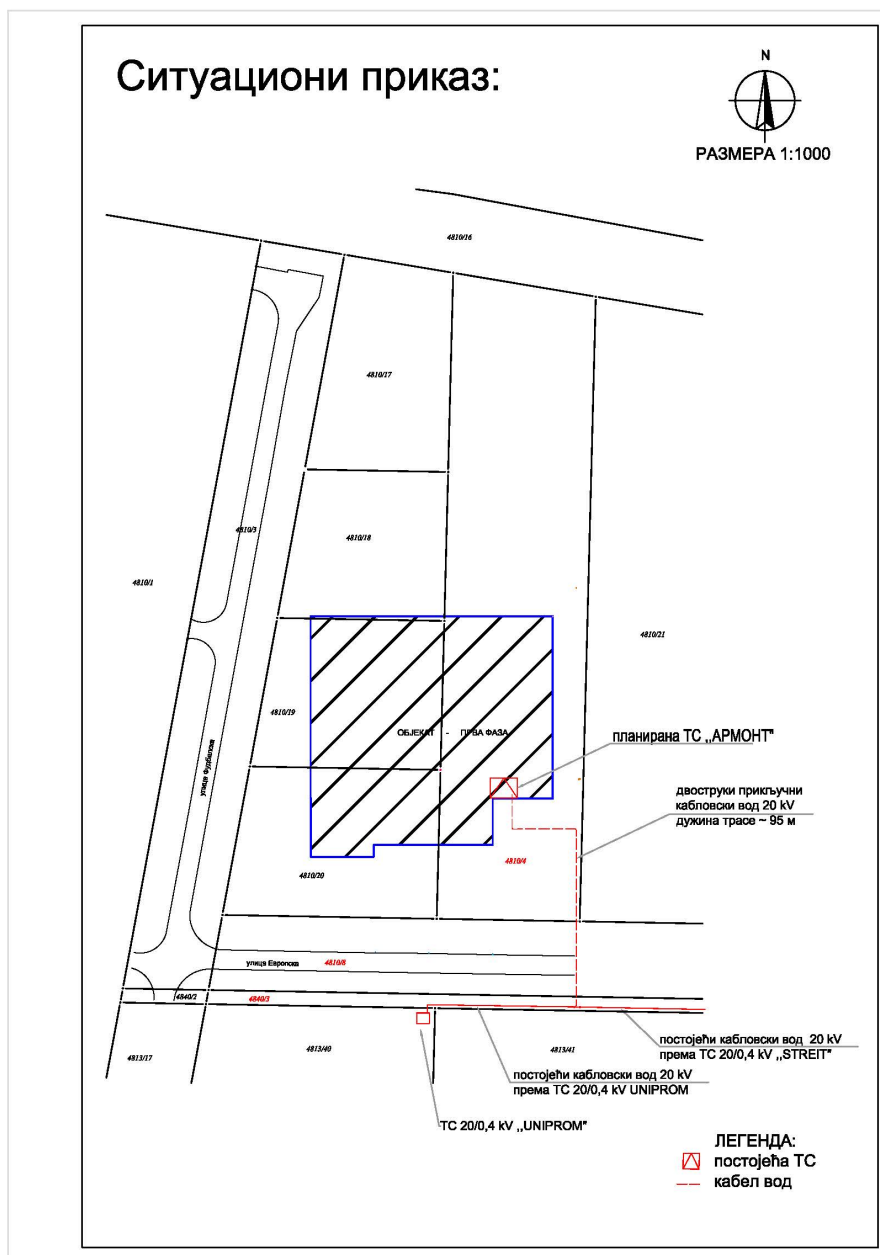 Ситуациони приказ:
N
РАЗМЕРА 1:1000
4810/16
4810/17
4810/3
4810/18
4810/1
4810/21
4810/19
ОБЈЕКАТ - ПРВА ФАЗА
планирана ТС ,,АРМОНТ"
улица Фудбалска
двоструки прикључни
кабловски вод 20 kV
дужина трасе ~ 95 м
4810/4
4810/20
улица Европска
4810/8
4840/2
4840/3
4813/17
4813/40
4813/41
постојећи кабловски вод 20 kV
према ТС 20/0,4 kV ,,STREIT"
постојећи кабловски вод 20 kV
према ТС 20/0,4 kV UNIPROM
ТС 20/0,4 kV ,,UNIPROM"
ЛЕГЕНДА:
постојећа ТС
кабел вод